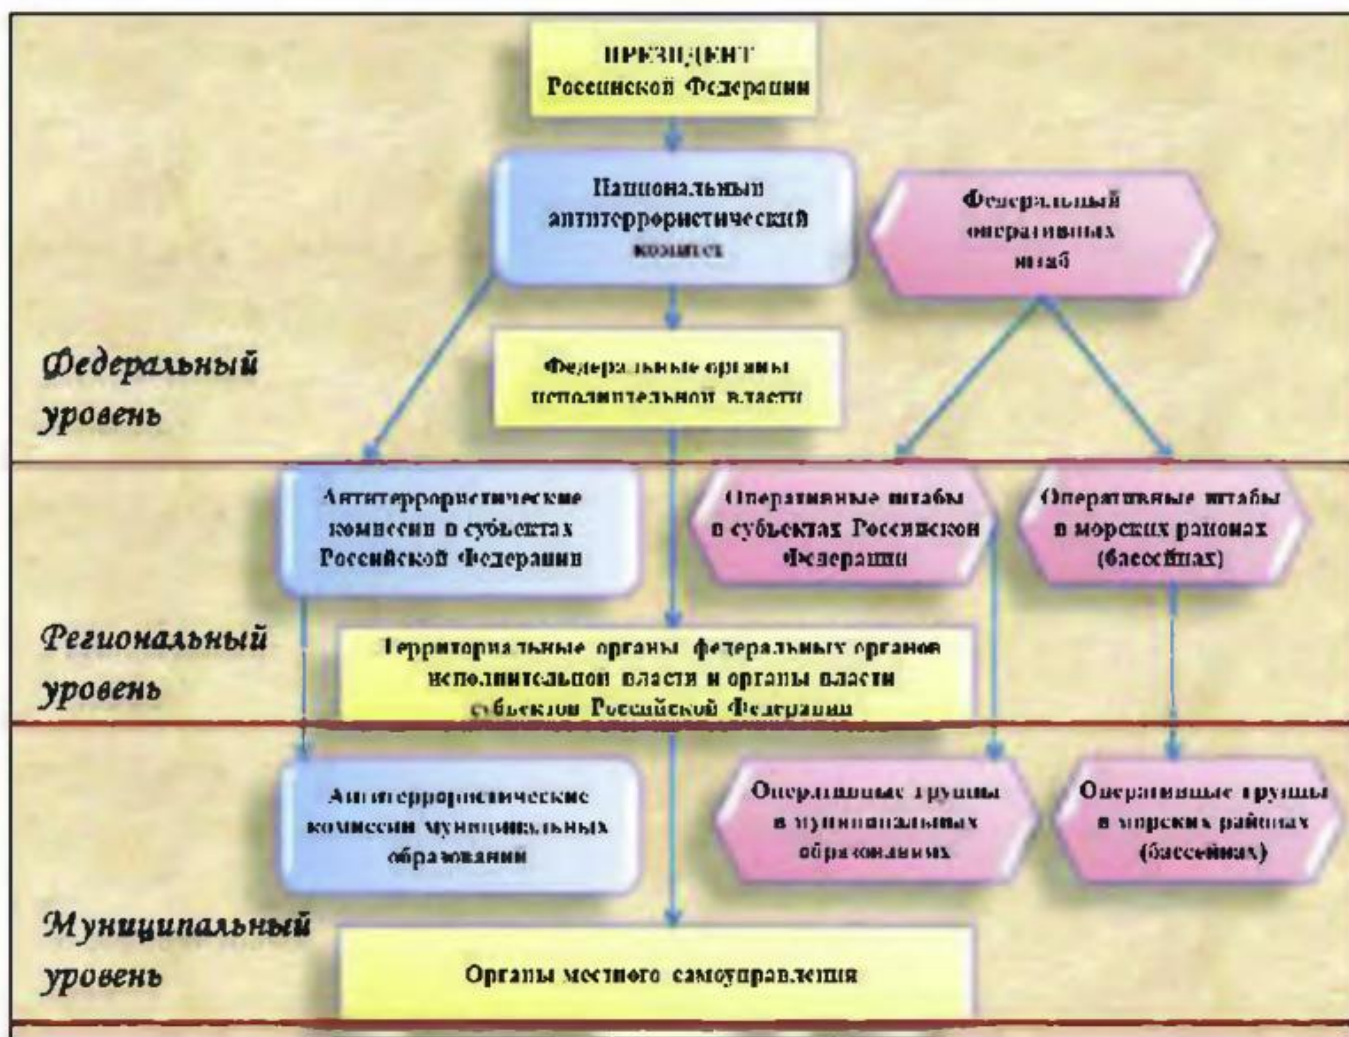 ПРЕЗИДЕНТ
Российской Федерации
Национальный
антитеррористический
комитет
Федеральный
оперативных
штаб
Федеральный
уровень
Федеральные органы
исполнительной власти
Антитеррористические
комиссии в субъектах
Российской Федерации
Оперативные штабы
в субъектах Российской
Федерации
Оперативные штабы
в морских районах
(бассейнах)
Региональный
уровень
Территориальные органы федеральных органов
исполнительной власти и органы власти
субъектов Российской Федерации
Антитеррористические
комиссии муниципальных
образований
Оперативные группы
в муниципальных
образованиях
Оперативные группы
в морских районах
(бассейнах)
Муниципальный
уровень
Органы местного самоуправления